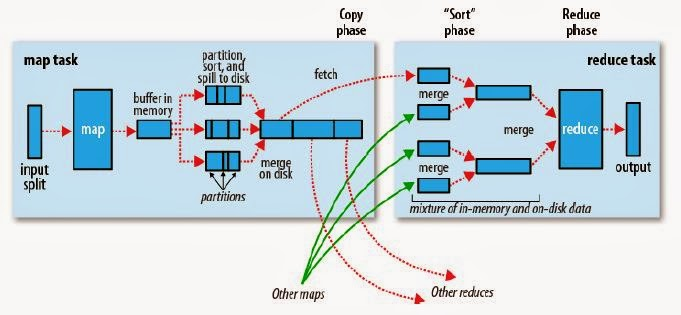 Copy
phase
“Sort”
phase
Reduce
phase
map task
partition,
sort, and
spill to disk
fetch
reduce task
buffer in
memory
map
input
split
merge
on disk
partitions
merge
merge
merge
reduce
output
mixture of in-memory and on-disk data
Other maps
Other reduces